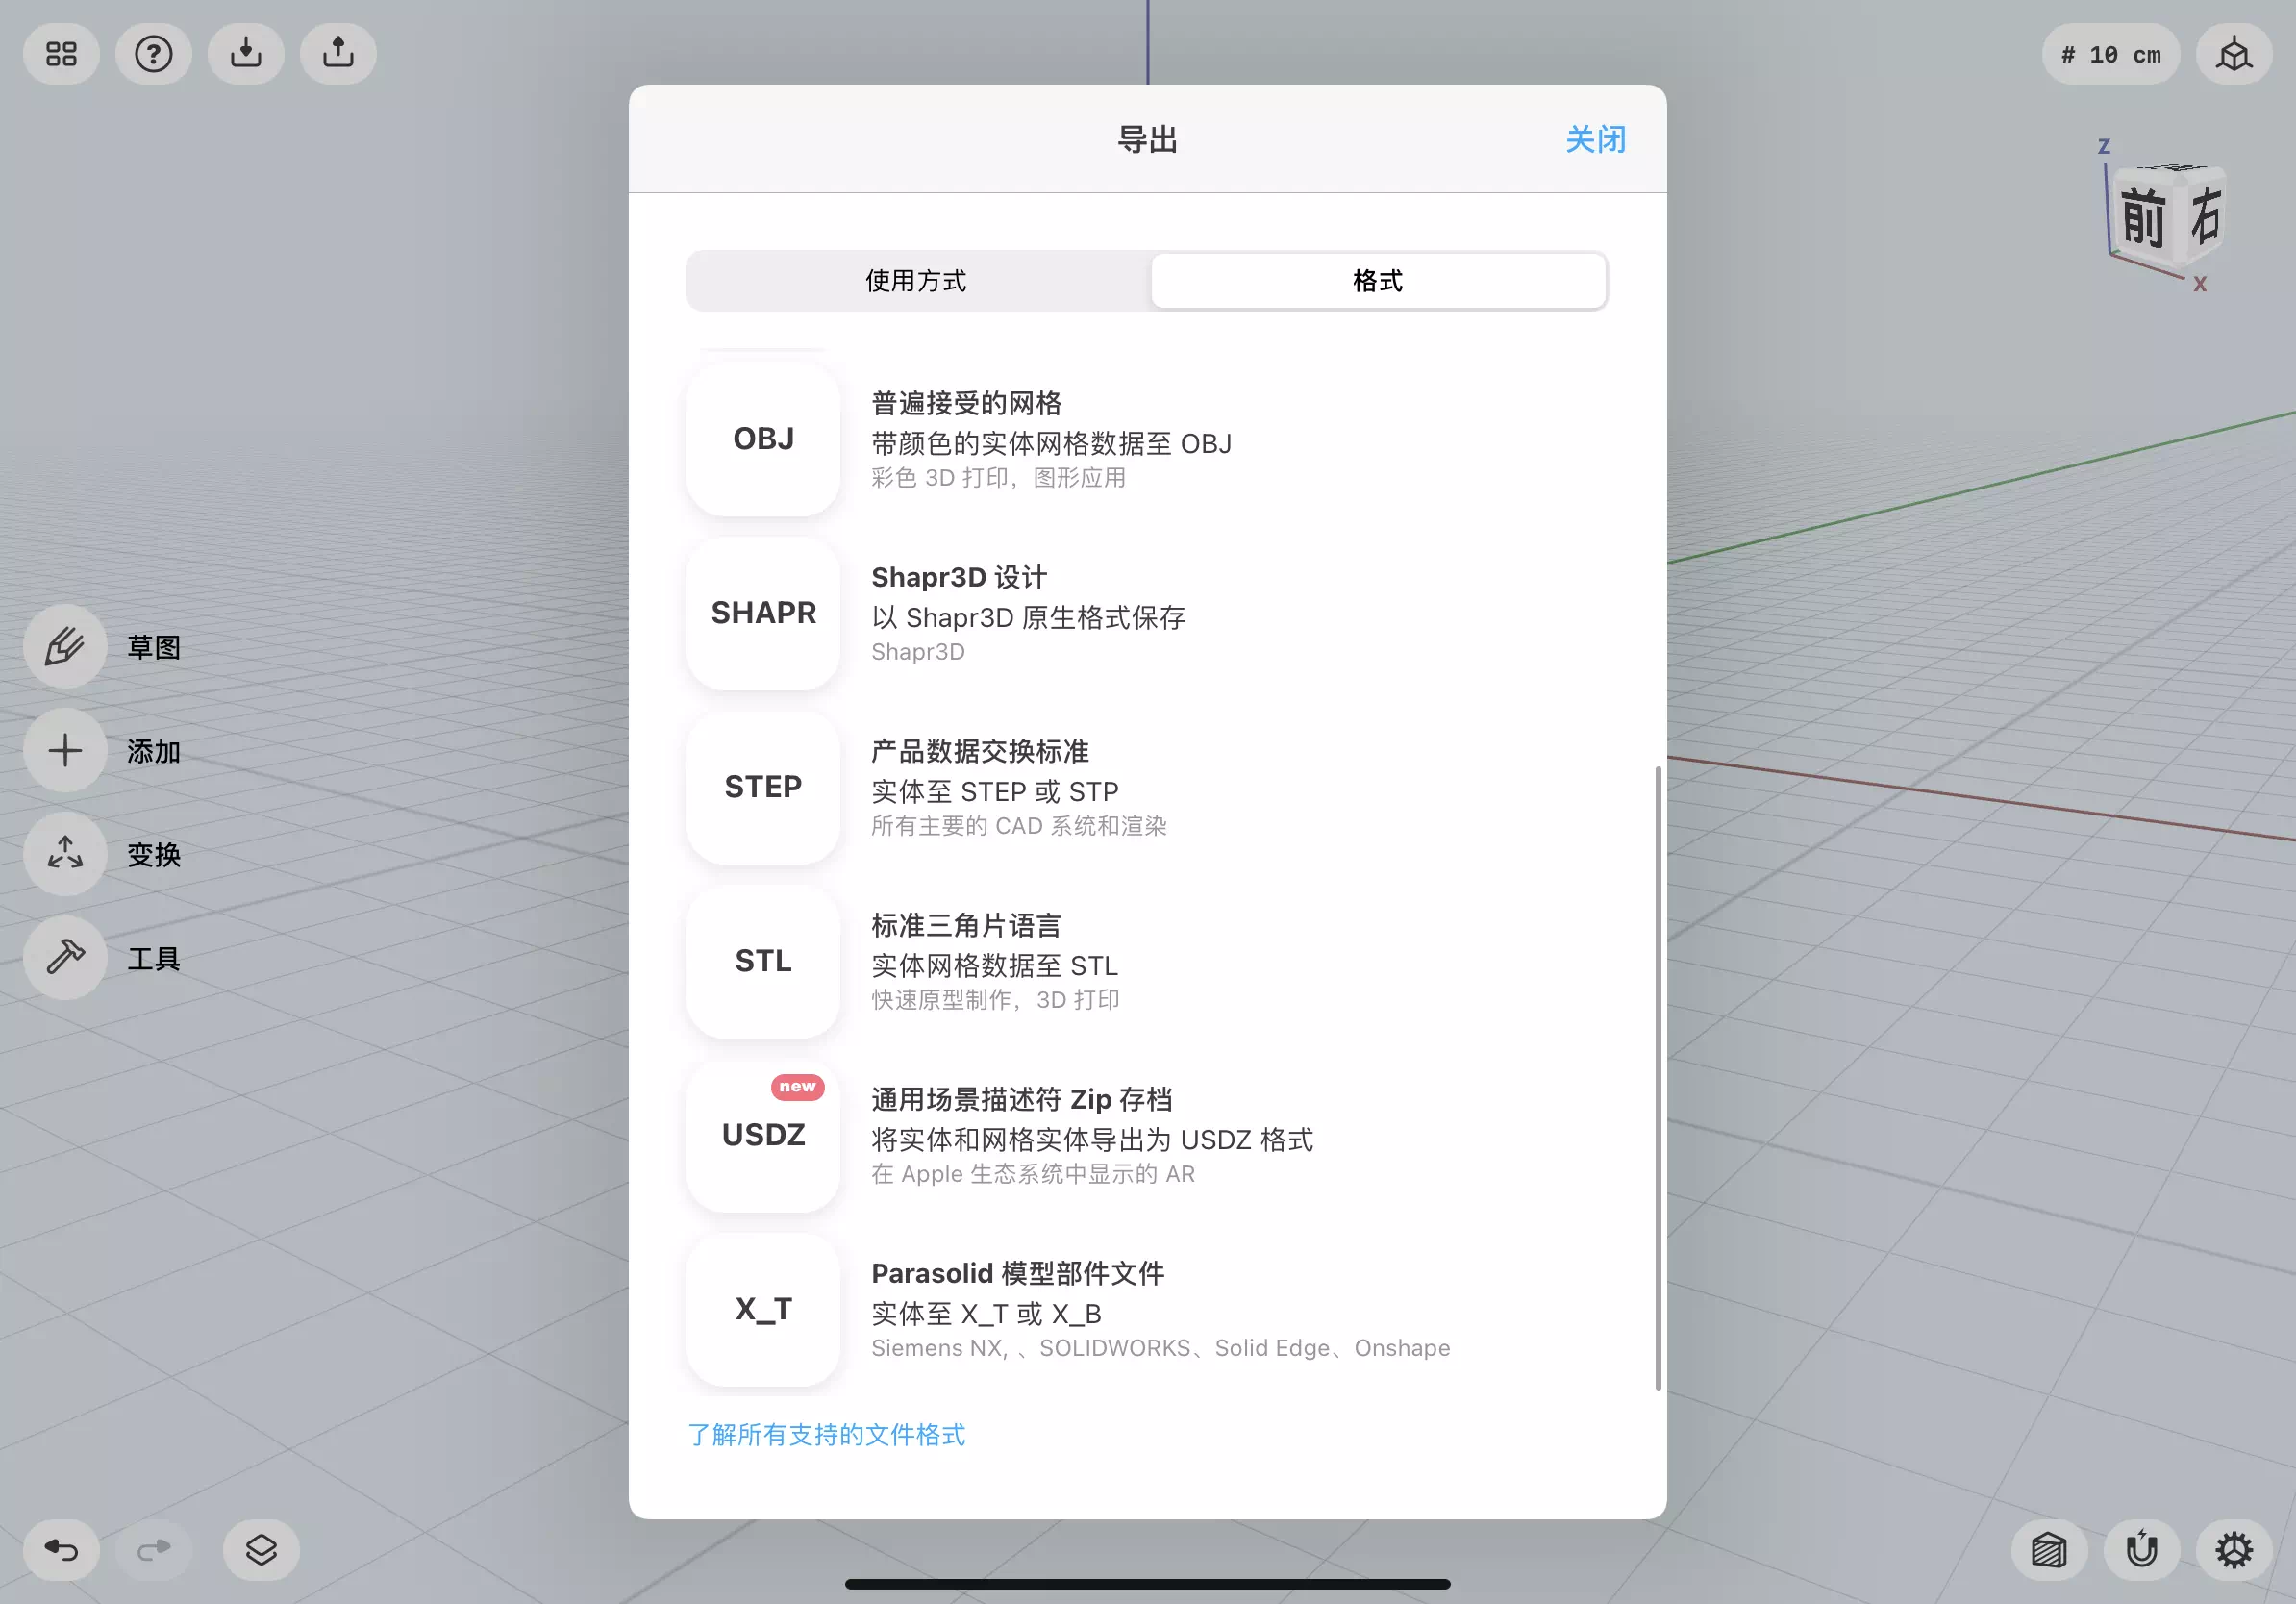 # 10 cm
导出
关闭
Z
前
右
X
使用方式
格式
OBJ
普遍接受的网格
带颜色的实体网格数据至 OBJ
彩色 3D 打印，图形应用
SHAPR
Shapr3D 设计
以 Shapr3D 原生格式保存
Shapr3D
STEP
产品数据交换标准
实体至 STEP 或 STP
所有主要的 CAD 系统和渲染
STL
标准三角片语言
实体网格数据至 STL
快速原型制作，3D 打印
new
USDZ
通用场景描述符 Zip 存档
将实体和网格实体导出为 USDZ 格式
在 Apple 生态系统中显示的 AR
X_T
Parasolid 模型部件文件
实体至 X_T 或 X_B
Siemens NX, 、SOLIDWORKS、Solid Edge、Onshape
了解所有支持的文件格式
草图
添加
变换
工具